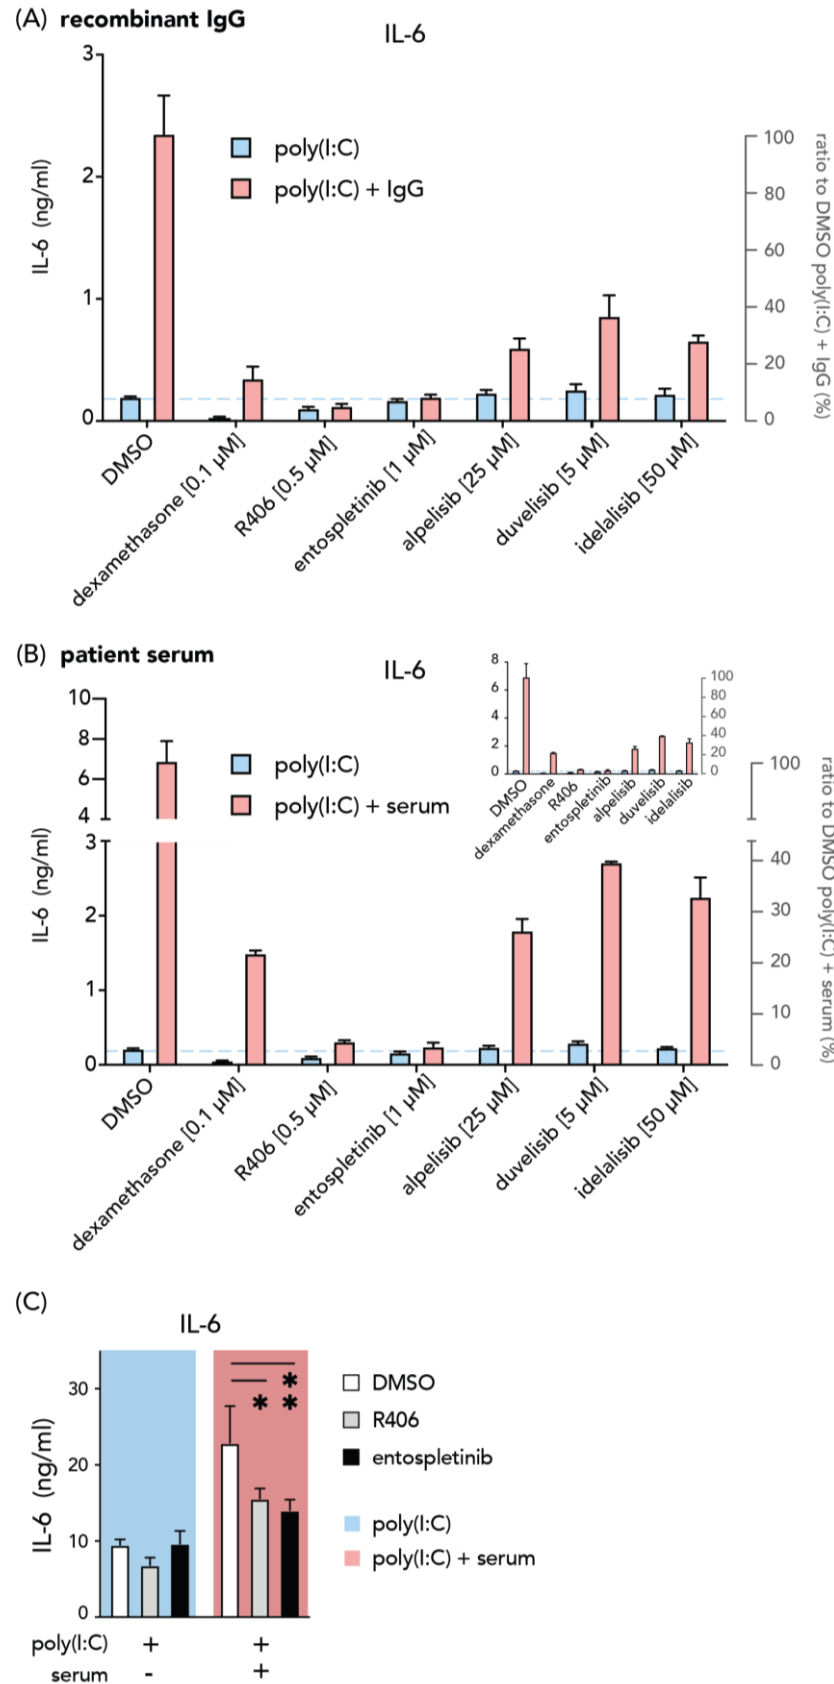 (A) recombinant IgG
IL-6
3
2
1
0
IL-6 (ng/ml)
poly(I:C)
poly(I:C) + IgG
100
80
60
40
20
0
ratio to DMSO poly(I:C) + IgG (%)
DMSO
dexamethasone [0.1 µM]
R406 [0.5 µM]
entospletinib [1 µM]
alpelisib [25 µM]
duvelisib [5 µM]
idelalisib [50 µM]
(B) patient serum
IL-6
10
8
6
4
3
2
1
0
IL-6 (ng/ml)
poly(I:C)
poly(I:C) + serum
8
6
4
2
0
100
80
60
40
20
0
DMSO
dexamethasone
R406
entospletinib
alpelisib
duvelisib
idelalisib
100
40
30
20
10
0
ratio to DMSO poly(I:C) + serum (%)
DMSO
dexamethasone [0.1 µM]
R406 [0.5 µM]
entospletinib [1 µM]
alpelisib [25 µM]
duvelisib [5 µM]
idelalisib [50 µM]
(C)
IL-6
30
20
10
0
IL-6 (ng/ml)
*
* *
DMSO
R406
entospletinib
poly(I:C)
poly(I:C) + serum
poly(I:C) + +
serum - +